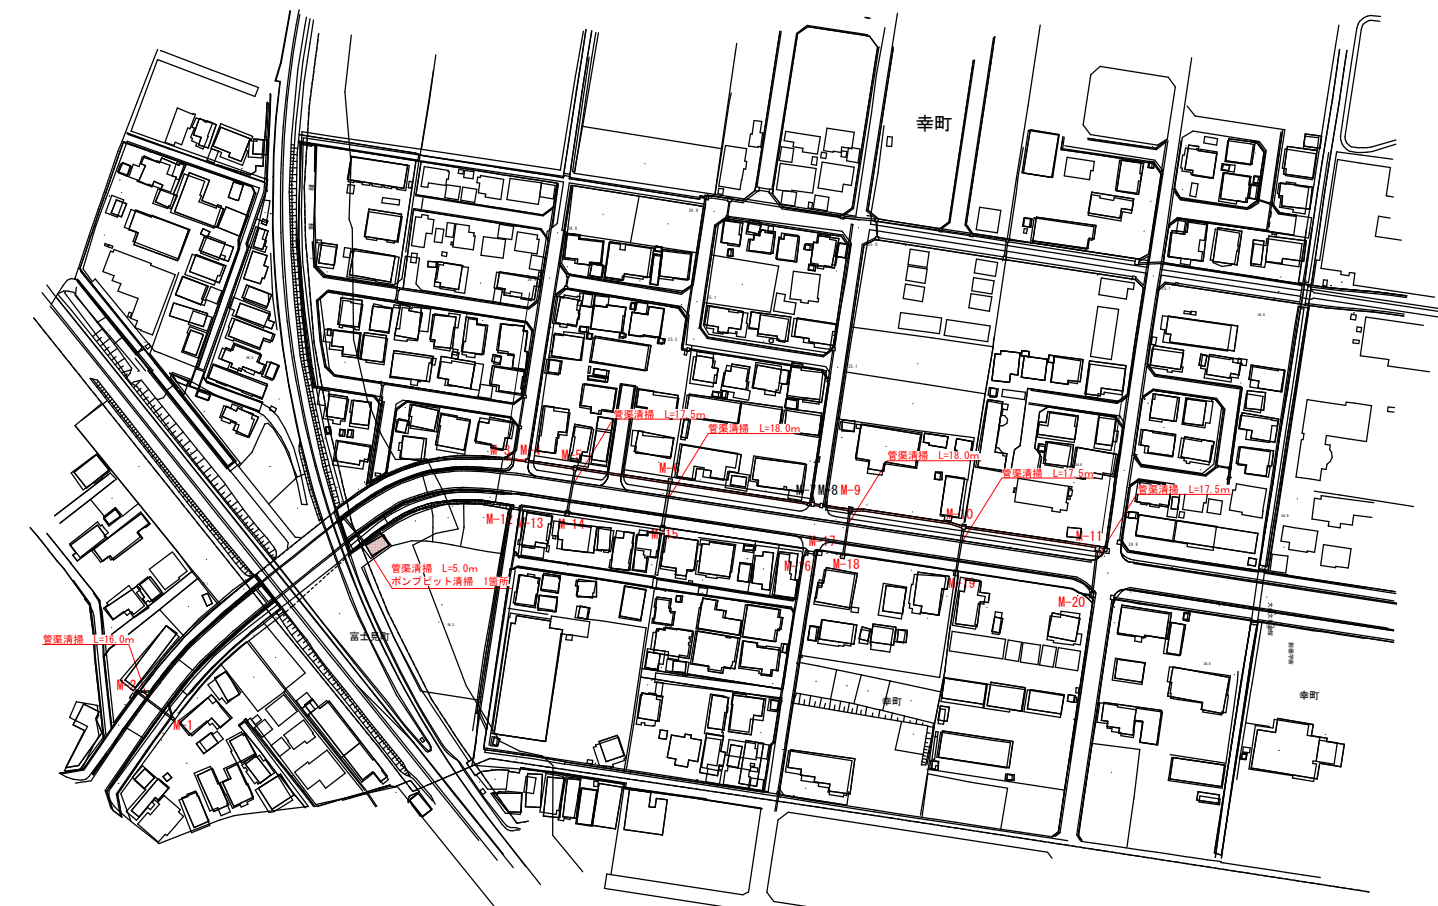 幸町
管渠清掃 L=17.5m
管渠清掃 L=18.0m
M-3
M-4
M-5
M-6
管渠清掃 L=18.0m
管渠清掃 L=17.5m
管渠清掃 L=17.5m
M-7
M-8
M-9
M-10
M-11
M-12
M-13
M-14
M-15
M-16
M-17
M-18
M-19
M-20
管渠清掃 L=5.0m
ポンプピット清掃 1箇所
富士見町
管渠清掃 L=16.0m
M-2
M-1
幸町
幸町